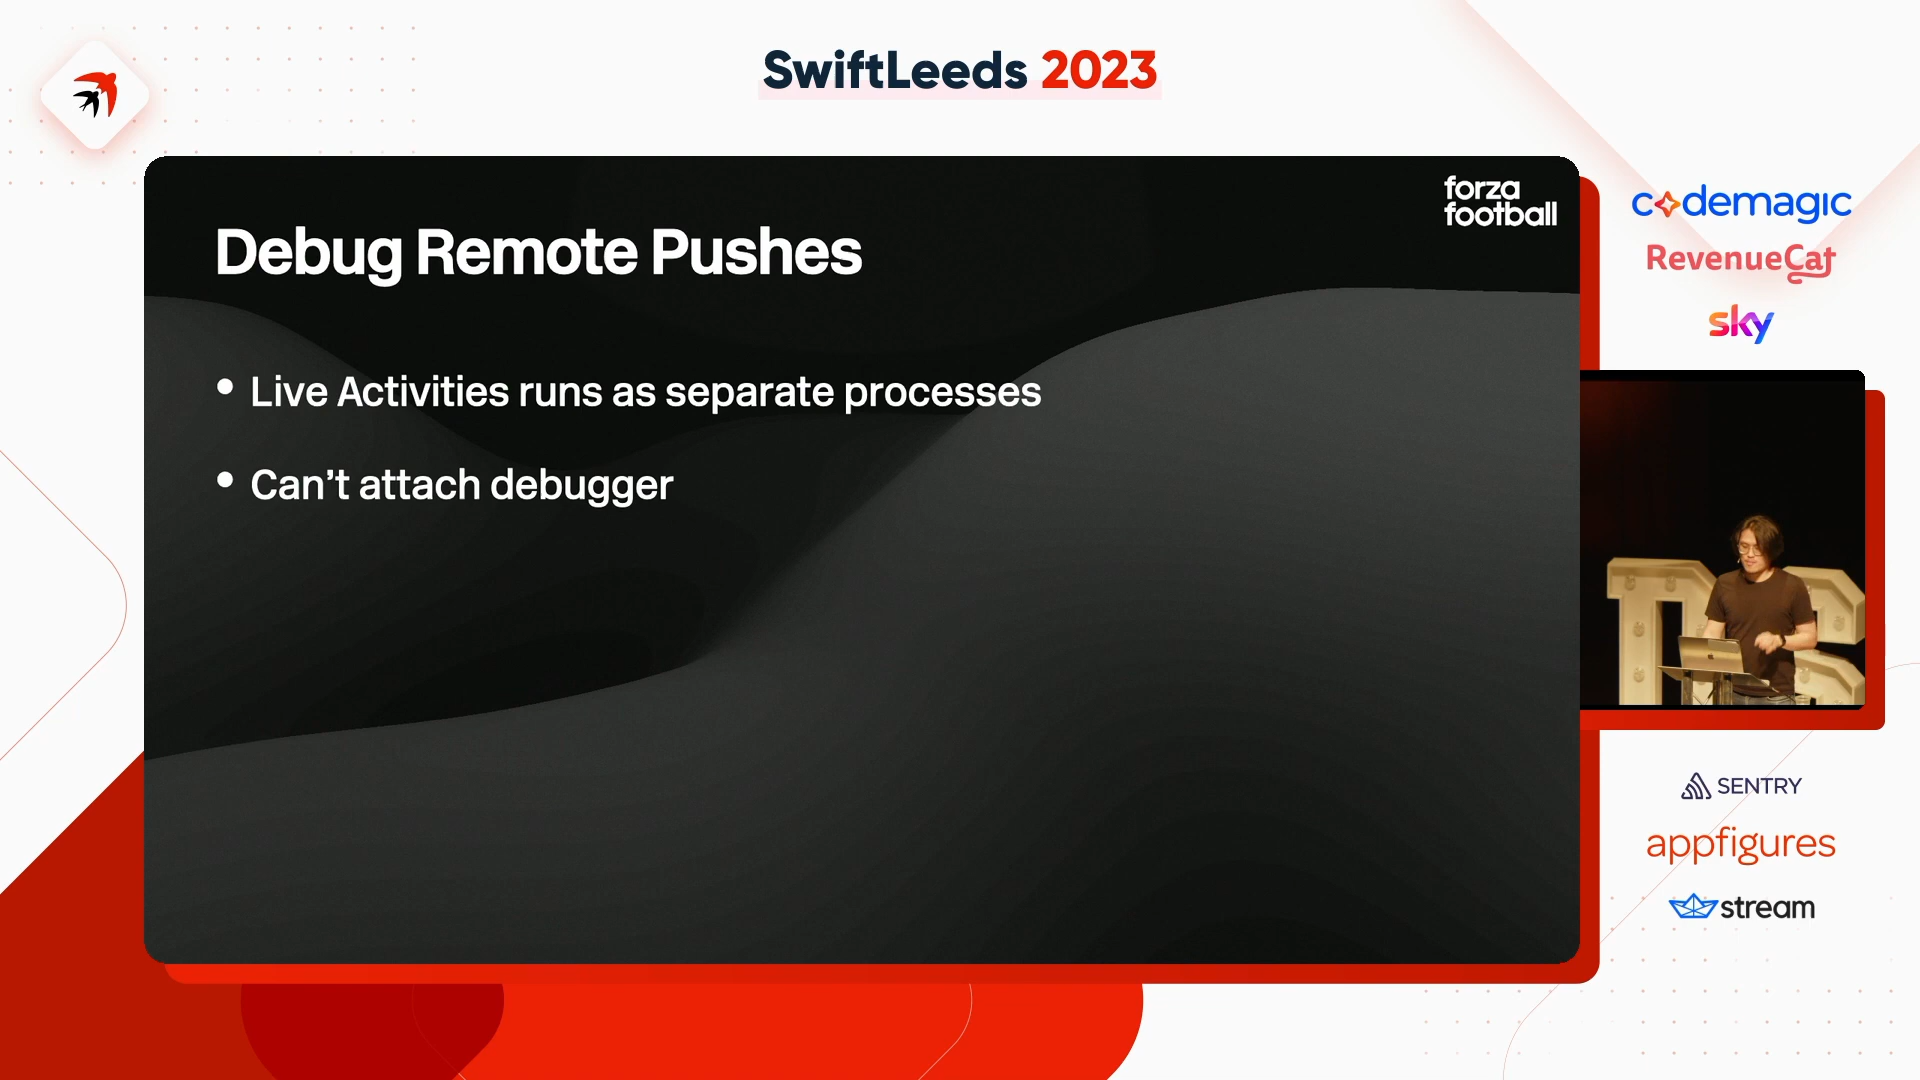 SwiftLeeds 2023
forza
football
Debug Remote Pushes
• Live Activities runs as separate processes
• Can't attach debugger
codemagic
RevenueCat
sky
SENTRY
appfigures
stream